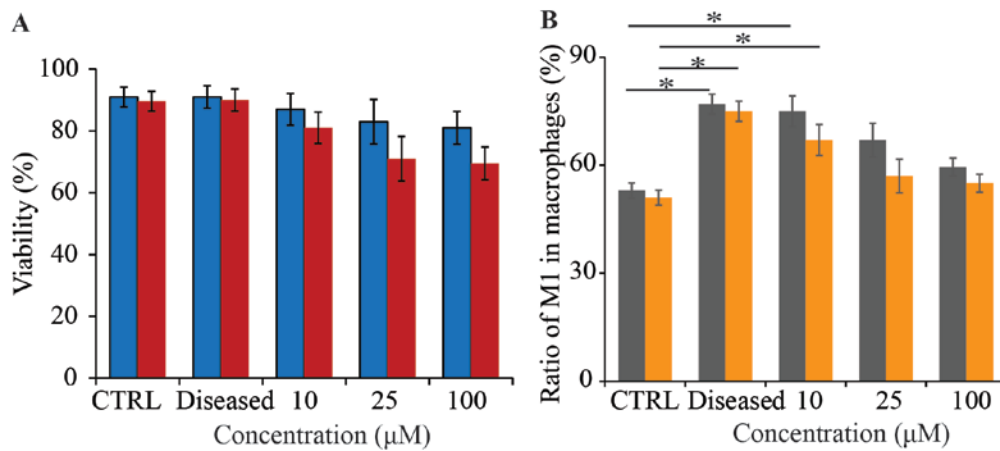 A
Viability (%)
100
80
60
40
20
0
CTRL Diseased 10 25 100
Concentration (μM)
B
Ratio of M1 in macrophages (%)
90
60
30
0
*
*
*
*
CTRL Diseased 10 25 100
Concentration (μM)